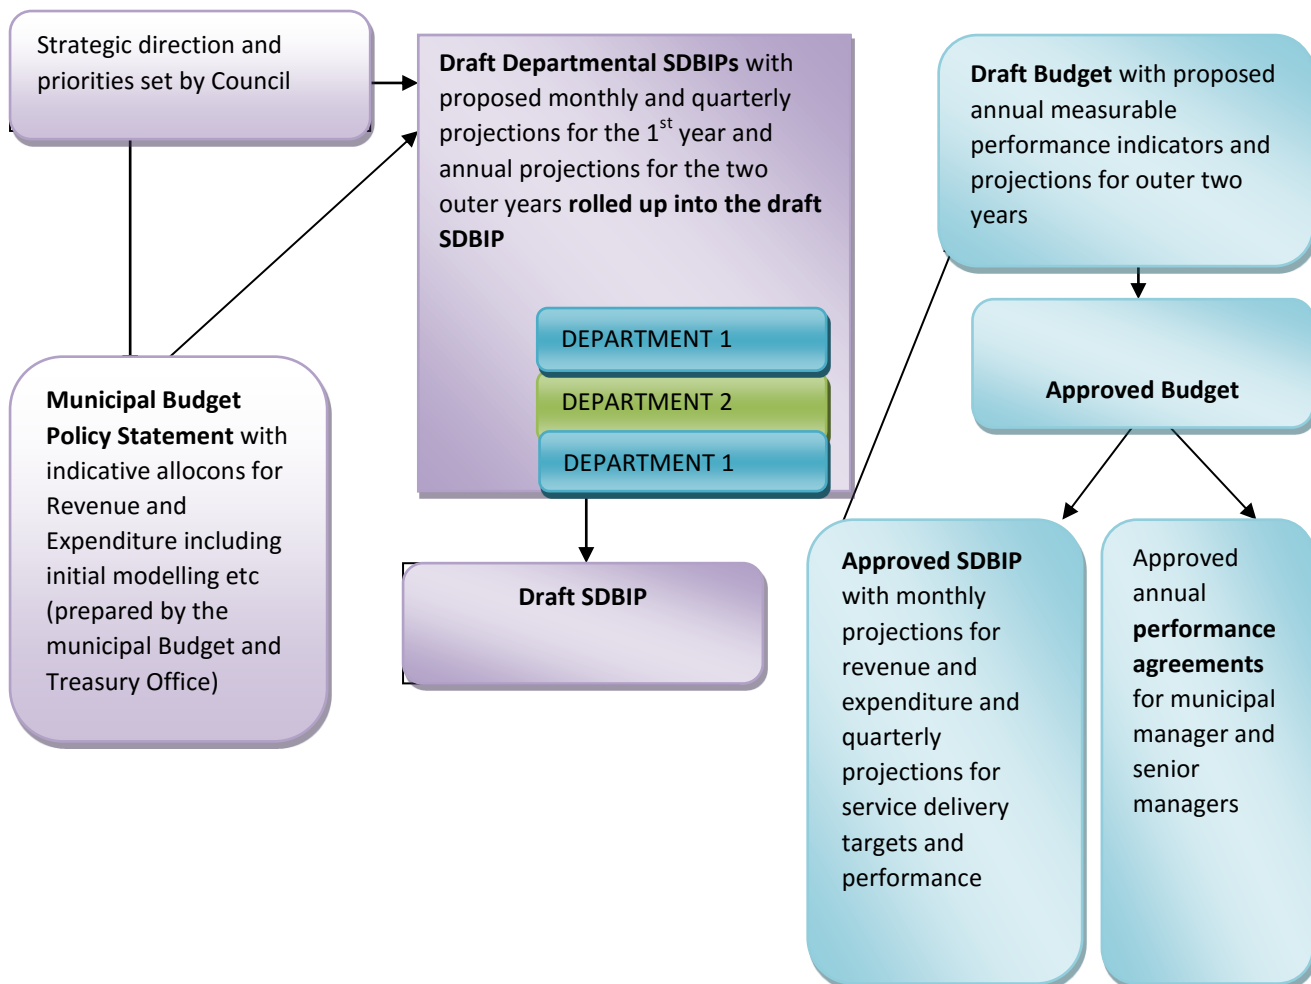 Strategic direction and
priorities set by Council
Municipal Budget
Policy Statement with
indicative allocons for
Revenue and
Expenditure including
initial modelling etc
(prepared by the
municipal Budget and
Treasury Office)
Draft Departmental SDBIPs with
proposed monthly and quarterly
projections for the 1st year and
annual projections for the two
outer years rolled up into the draft
SDBIP
DEPARTMENT 1
DEPARTMENT 2
DEPARTMENT 1
Draft SDBIP
Draft Budget with proposed
annual measurable
performance indicators and
projections for outer two
years
Approved Budget
Approved SDBIP
with monthly
projections for
revenue and
expenditure and
quarterly
projections for
service delivery
targets and
performance
Approved
annual
performance
agreements
for municipal
manager and
senior
managers